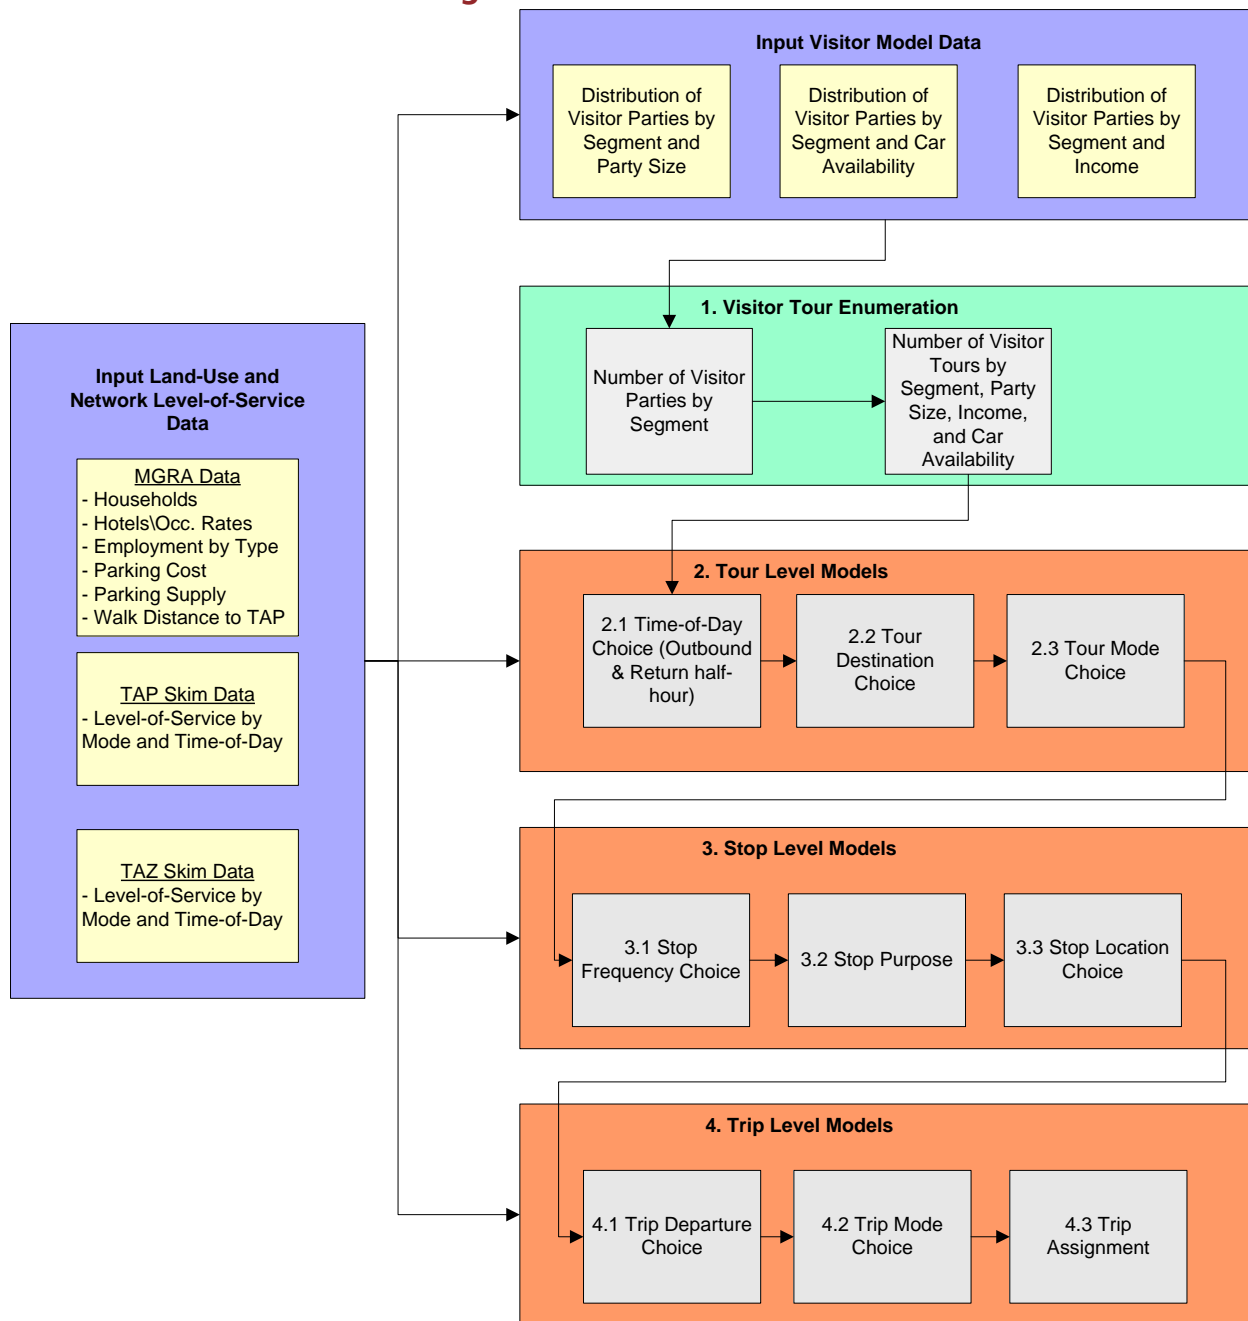 Input Visitor Model Data
Distribution of
Visitor Parties by
Segment and
Party Size
Distribution of
Visitor Parties by
Segment and Car
Availability
Distribution of
Visitor Parties by
Segment and
Income
1. Visitor Tour Enumeration
Number of Visitor
Parties by
Segment
Number of Visitor
Tours by
Segment, Party
Size, Income,
and Car
Availability
Input Land-Use and
Network Level-of-Service
Data
MGRA Data
- Households
- Hotels\Occ. Rates
- Employment by Type
- Parking Cost
- Parking Supply
- Walk Distance to TAP
TAP Skim Data
- Level-of-Service by
Mode and Time-of-Day
TAZ Skim Data
- Level-of-Service by
Mode and Time-of-Day
2. Tour Level Models
2.1 Time-of-Day
Choice (Outbound
& Return half-
hour)
2.2 Tour
Destination
Choice
2.3 Tour Mode
Choice
3. Stop Level Models
3.1 Stop
Frequency Choice
3.2 Stop Purpose
3.3 Stop Location
Choice
4. Trip Level Models
4.1 Trip Departure
Choice
4.2 Trip Mode
Choice
4.3 Trip
Assignment